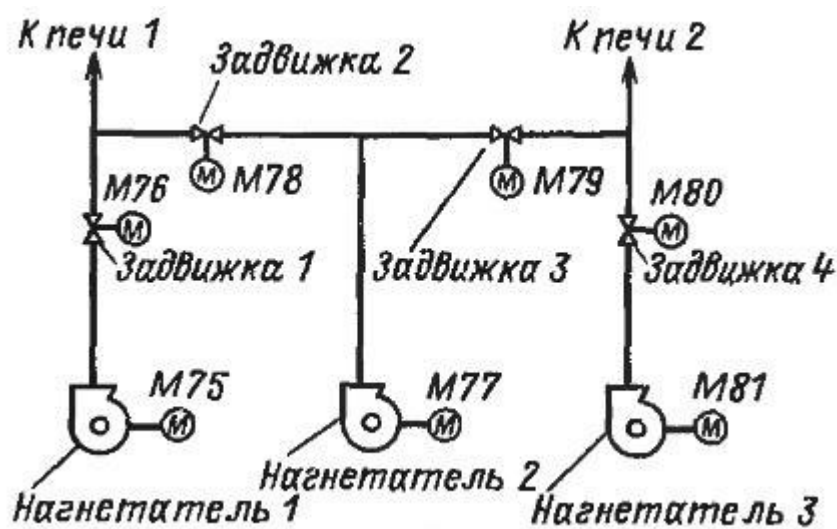 К печи 1
К печи 2
Задвижка 2
М76
М М78
М М79
М80
М
М
Задвижка 1
Задвижка 3
Задвижка 4
М75
М77
М81
М
М
М
Нагнетатель 1
Нагнетатель 2
Нагнетатель 3